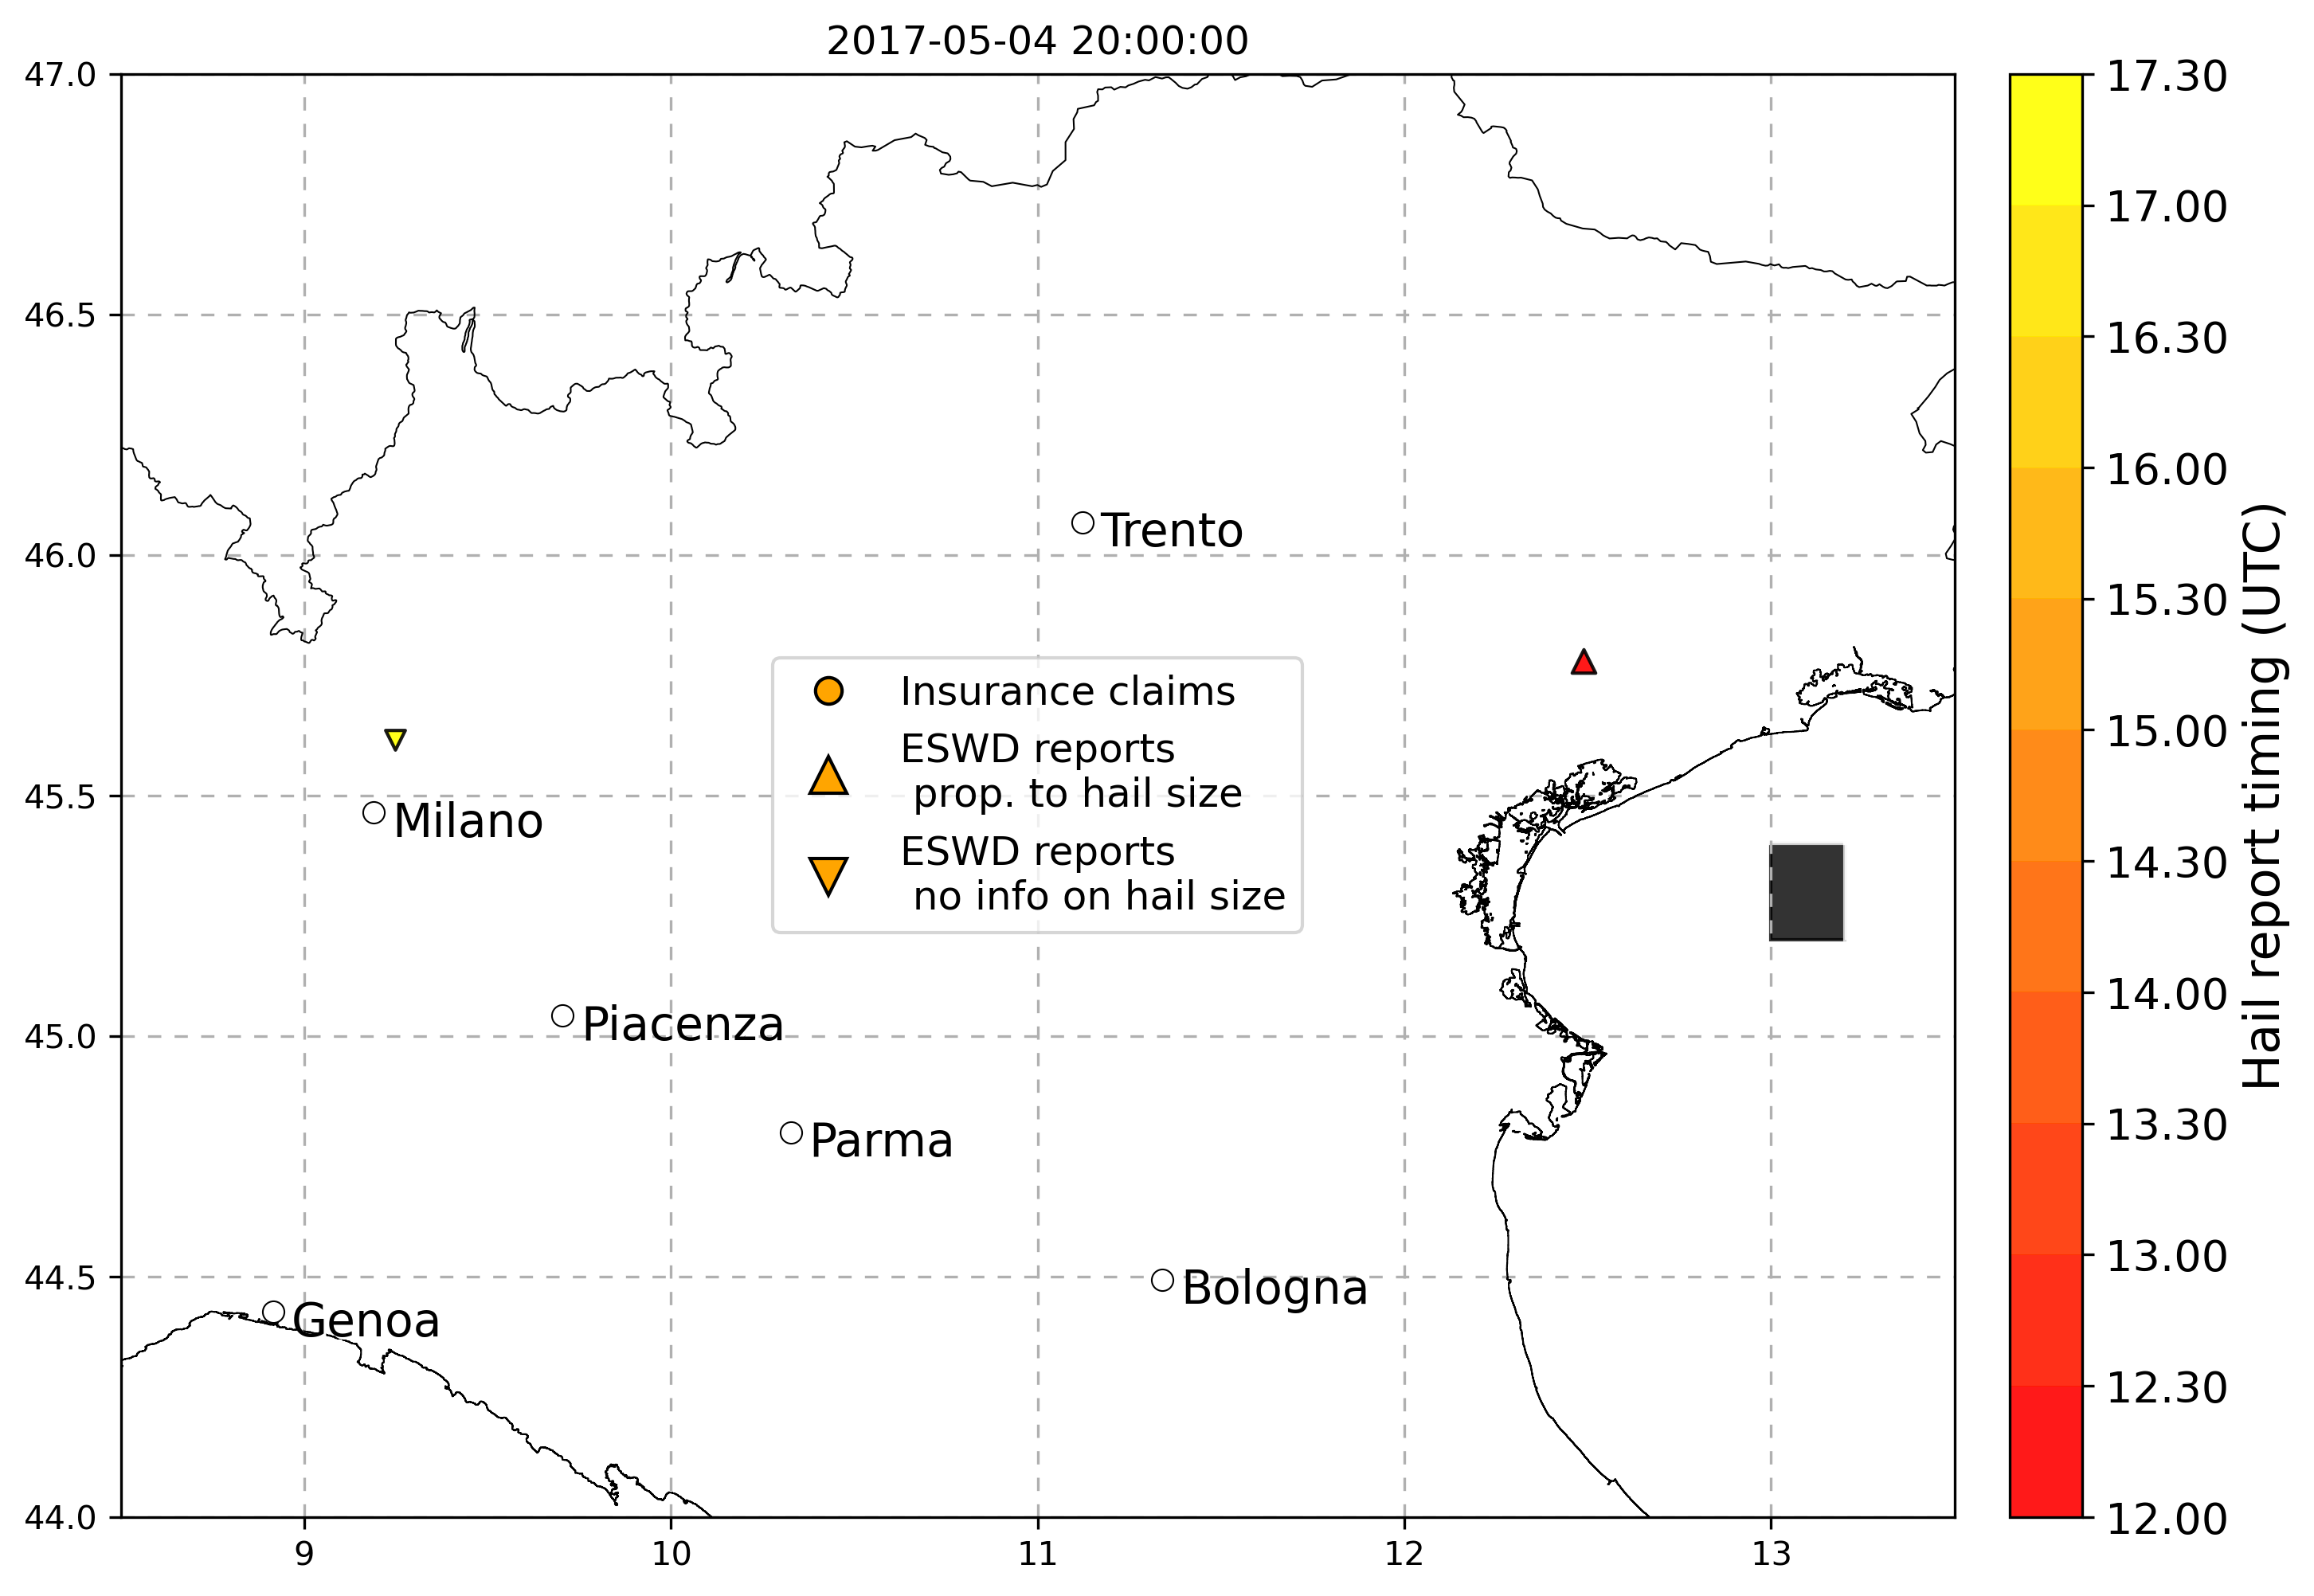 2017-05-04 20:00:00
47.0
46.5
46.0
45.5
45.0
44.5
44.0
9
10
11
12
13
Trento
Milano
Piacenza
Parma
Bologna
Genoa
Insurance claims
ESWD reports
prop. to hail size
ESWD reports
no info on hail size
17.30
17.00
16.30
16.00
15.30
15.00
14.30
14.00
13.30
13.00
12.30
12.00
Hail report timing (UTC)